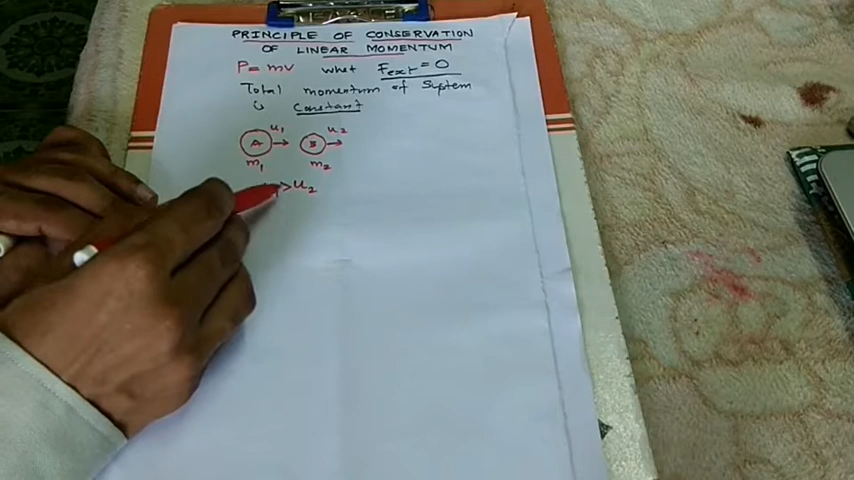 PRINCIPLE OF CONSERVATION
OF LINEAR MOMENTUM
P = mv when Fext = 0
Total momentum of System
is Constant
u₁ u₂
A B
m₁ m₂
> u₂